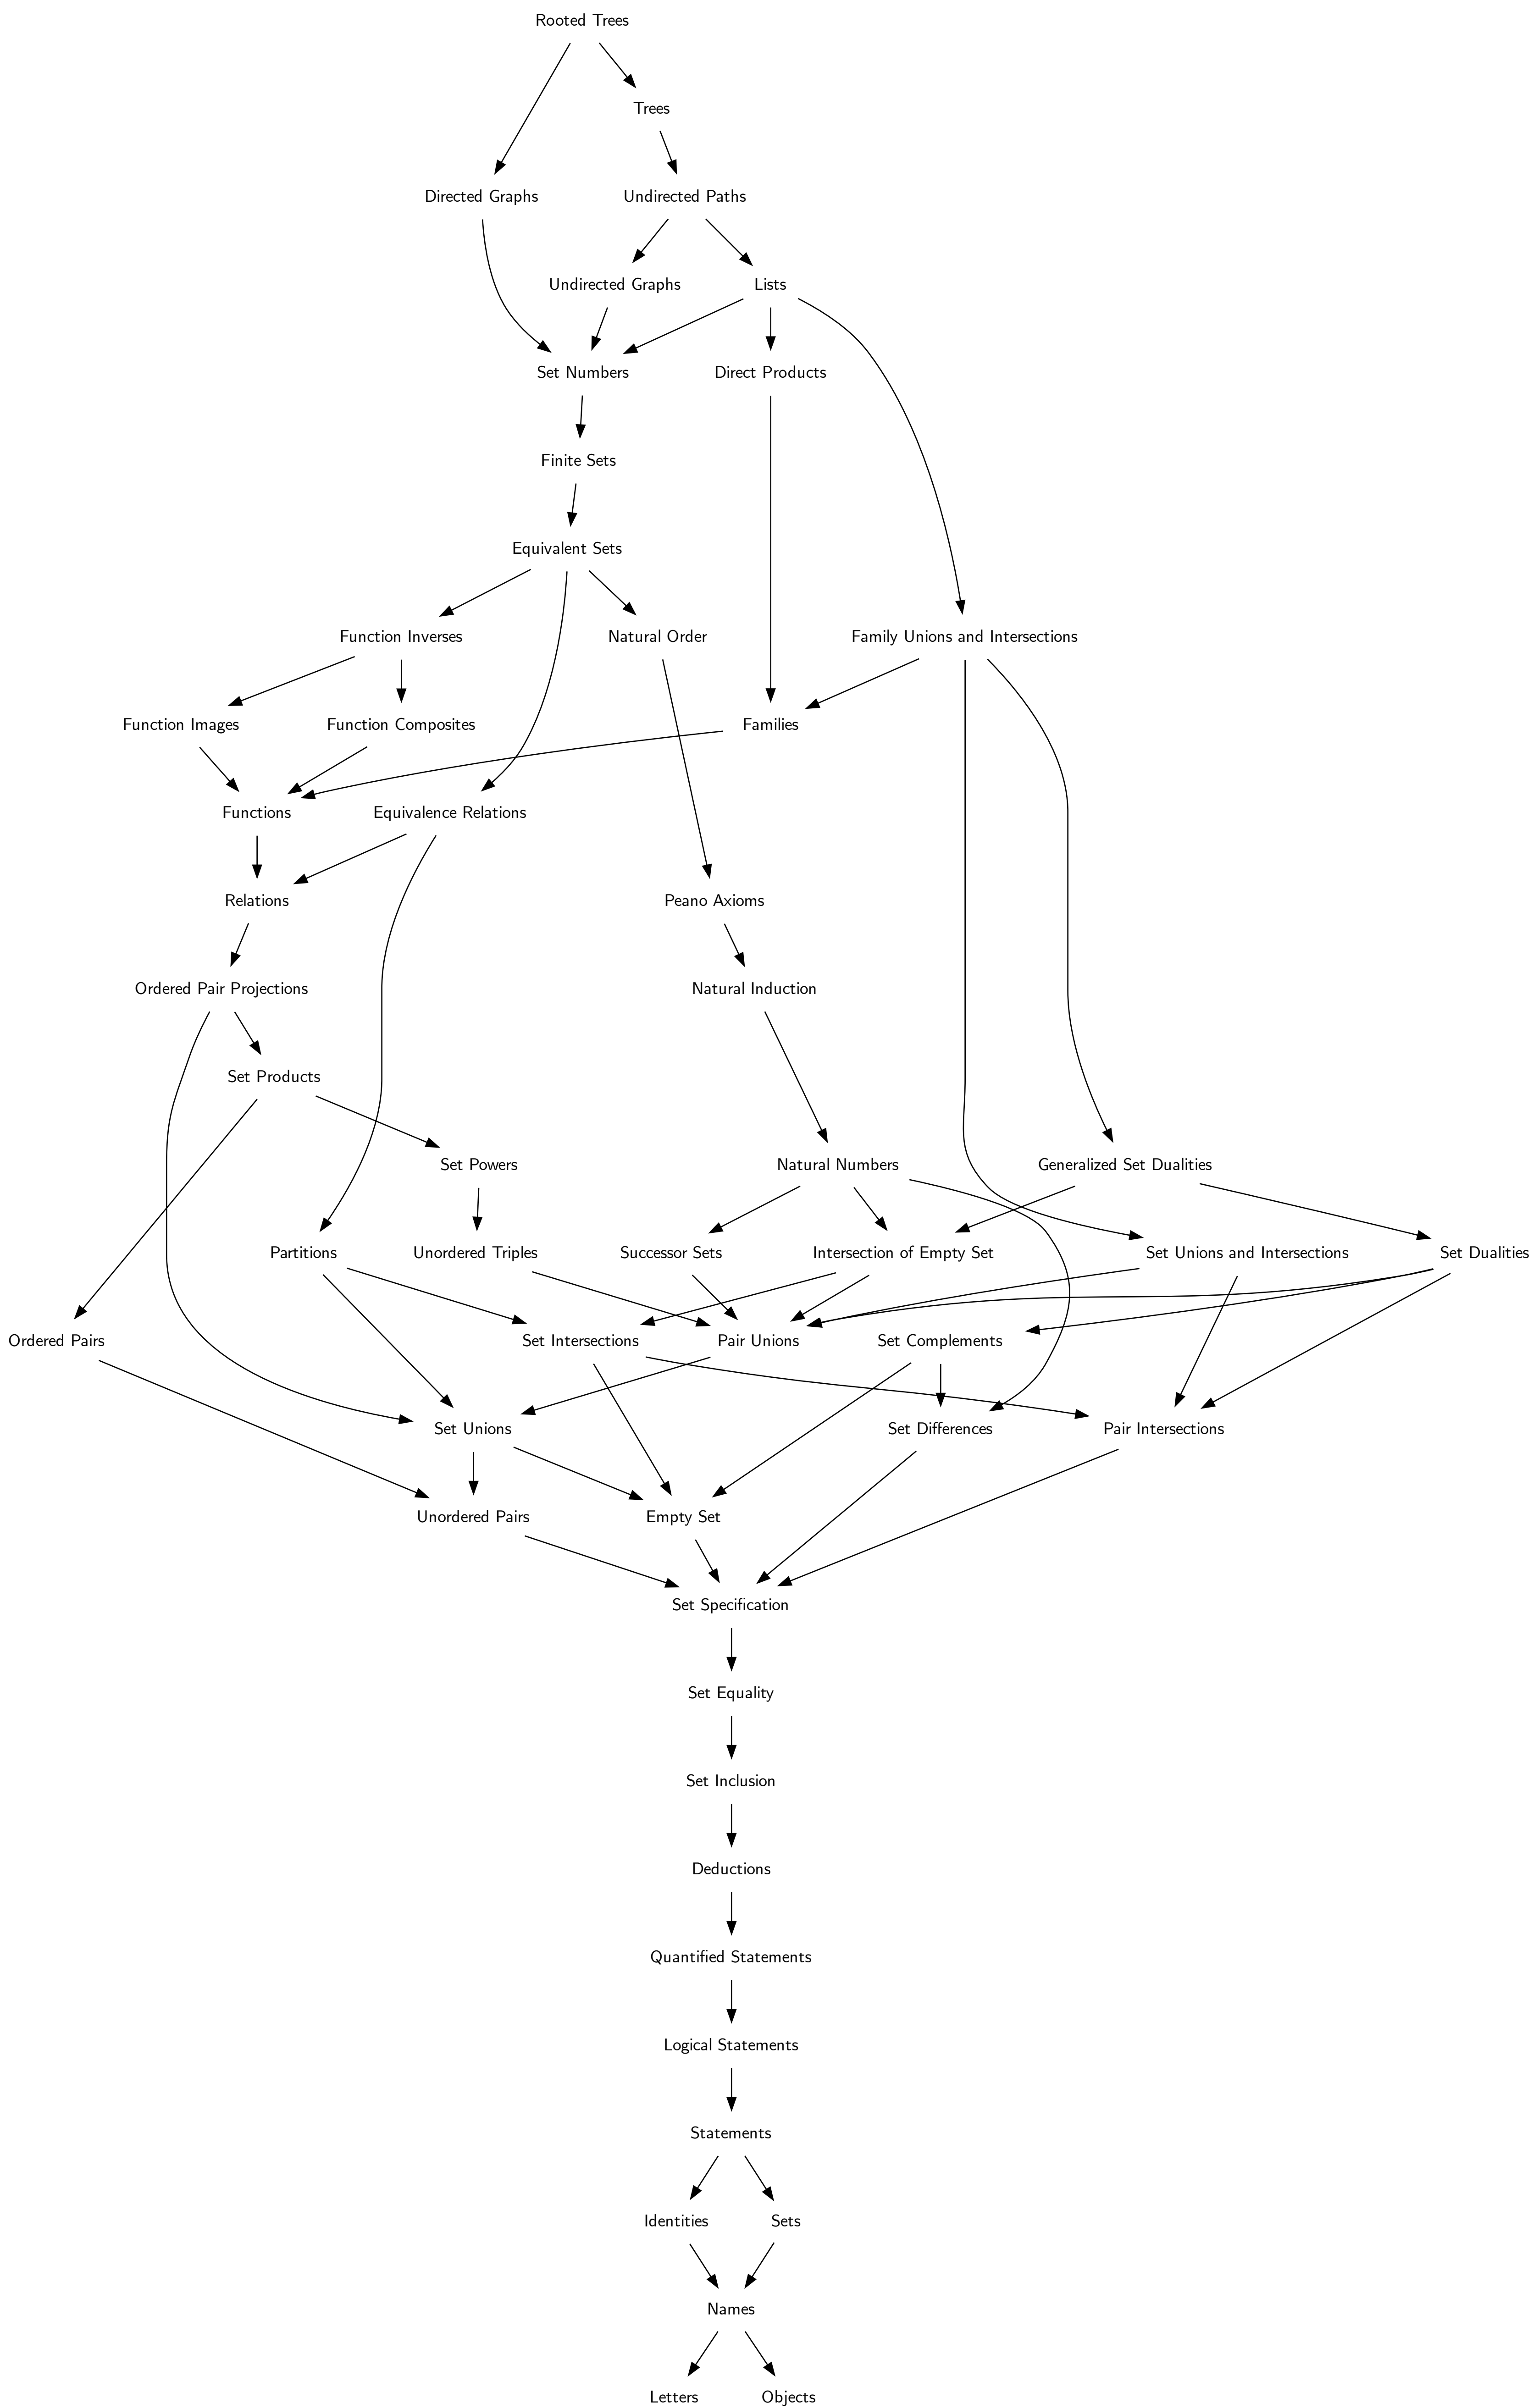 Rooted Trees
Trees
Directed Graphs
Undirected Paths
Undirected Graphs
Lists
Set Numbers
Direct Products
Finite Sets
Equivalent Sets
Function Inverses
Natural Order
Family Unions and Intersections
Function Images
Function Composites
Families
Functions
Equivalence Relations
Relations
Peano Axioms
Ordered Pair Projections
Natural Induction
Set Products
Set Powers
Natural Numbers
Generalized Set Dualities
Partitions
Unordered Triples
Successor Sets
Intersection of Empty Set
Set Unions and Intersections
Set Dualities
Ordered Pairs
Set Intersections
Pair Unions
Set Complements
Set Unions
Set Differences
Pair Intersections
Unordered Pairs
Empty Set
Set Specification
Set Equality
Set Inclusion
Deductions
Quantified Statements
Logical Statements
Statements
Identities
Sets
Names
Letters
Objects